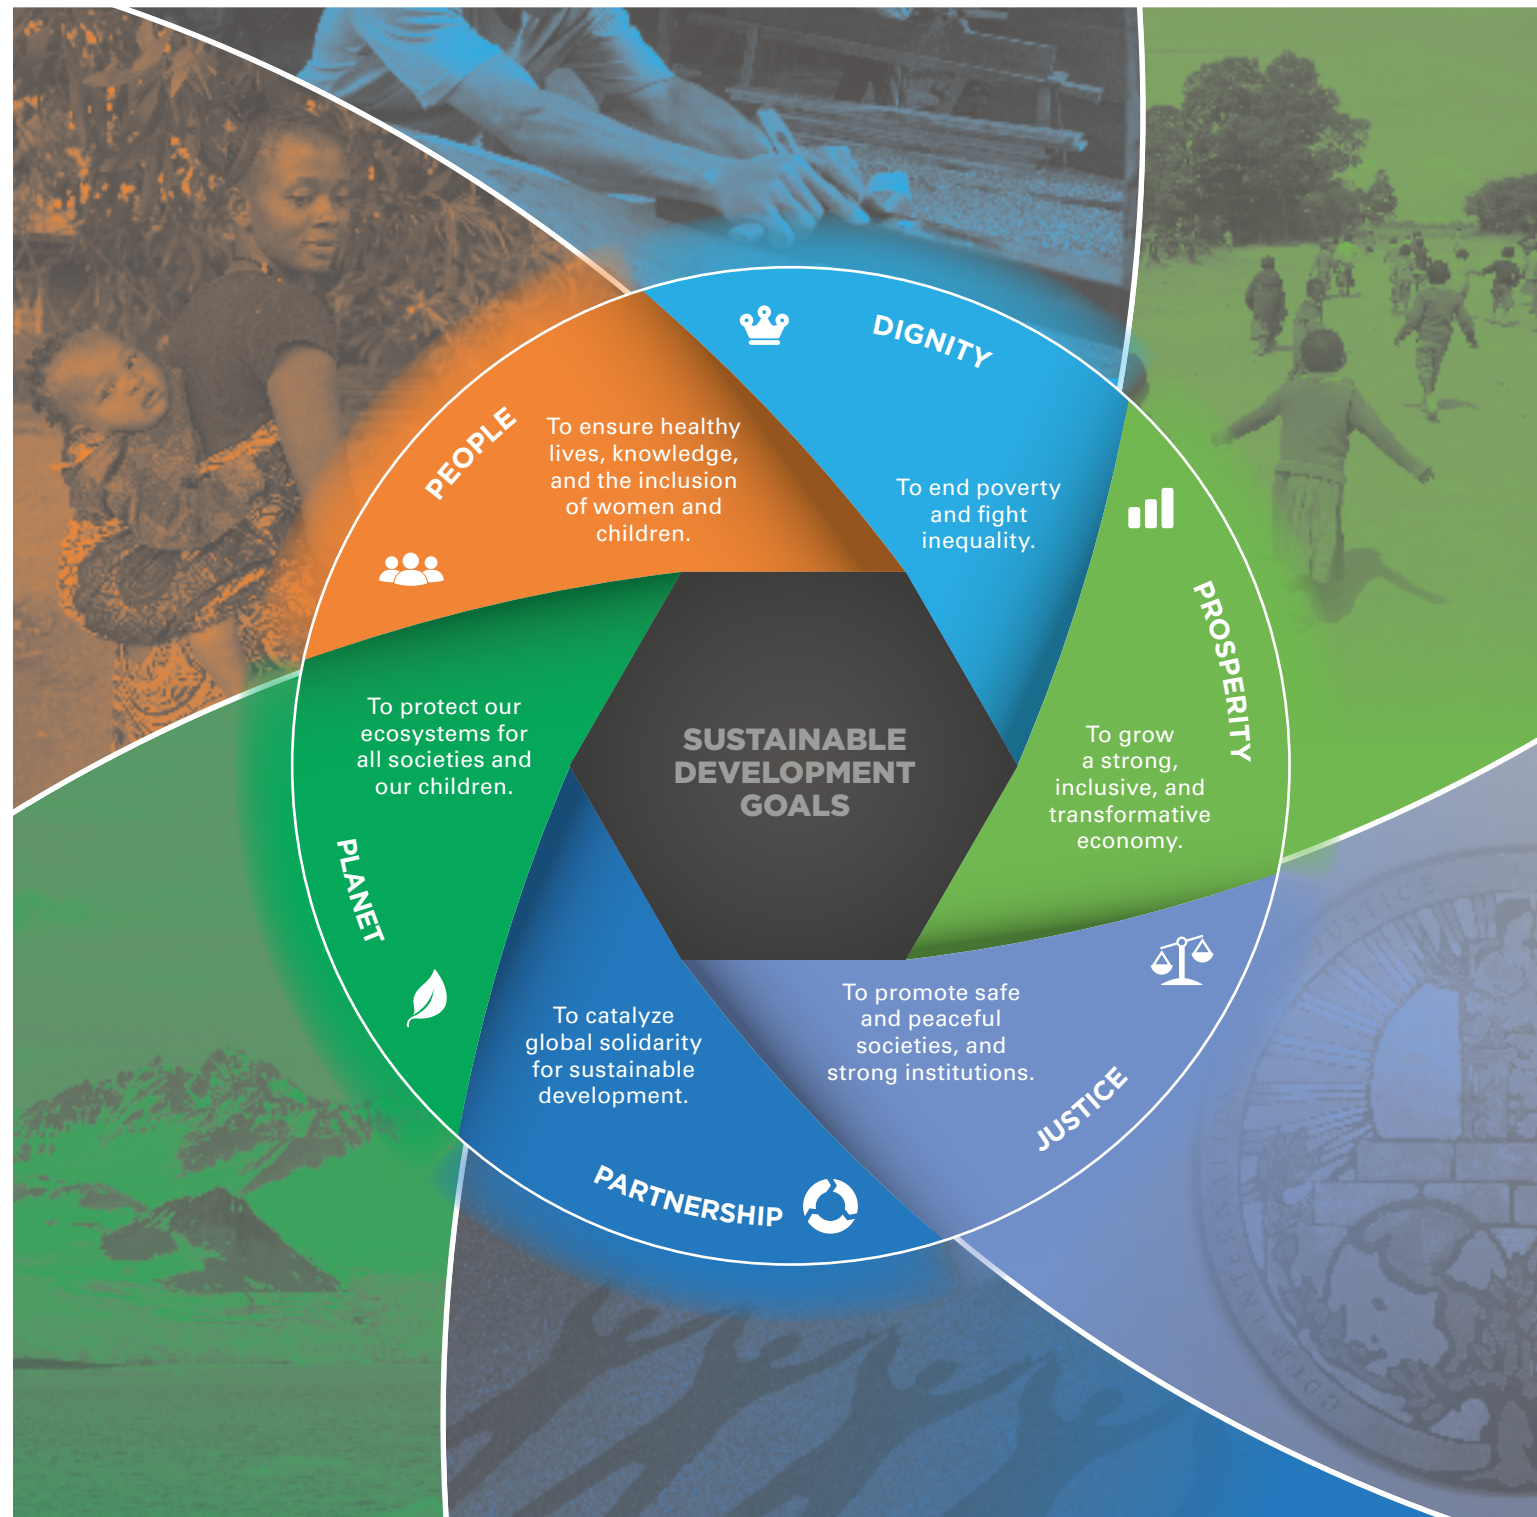 DIGNITY
To end poverty
and fight
inequality.
PEOPLE
To ensure healthy
lives, knowledge,
and the inclusion
of women and
children.
PROSPERITY
To grow
a strong,
inclusive, and
transformative
economy.
SUSTAINABLE
DEVELOPMENT
GOALS
To protect our
ecosystems for
all societies and
our children.
PLANET
To promote safe
and peaceful
societies, and
strong institutions.
JUSTICE
To catalyze
global solidarity
for sustainable
development.
PARTNERSHIP